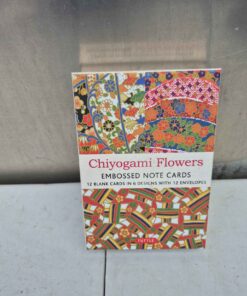 Chiyogami Flowers
EMBOSSED NOTE CARDS
12 BLANK CARDS IN 6 DESIGNS WITH 12 ENVELOPES
TUTTLE